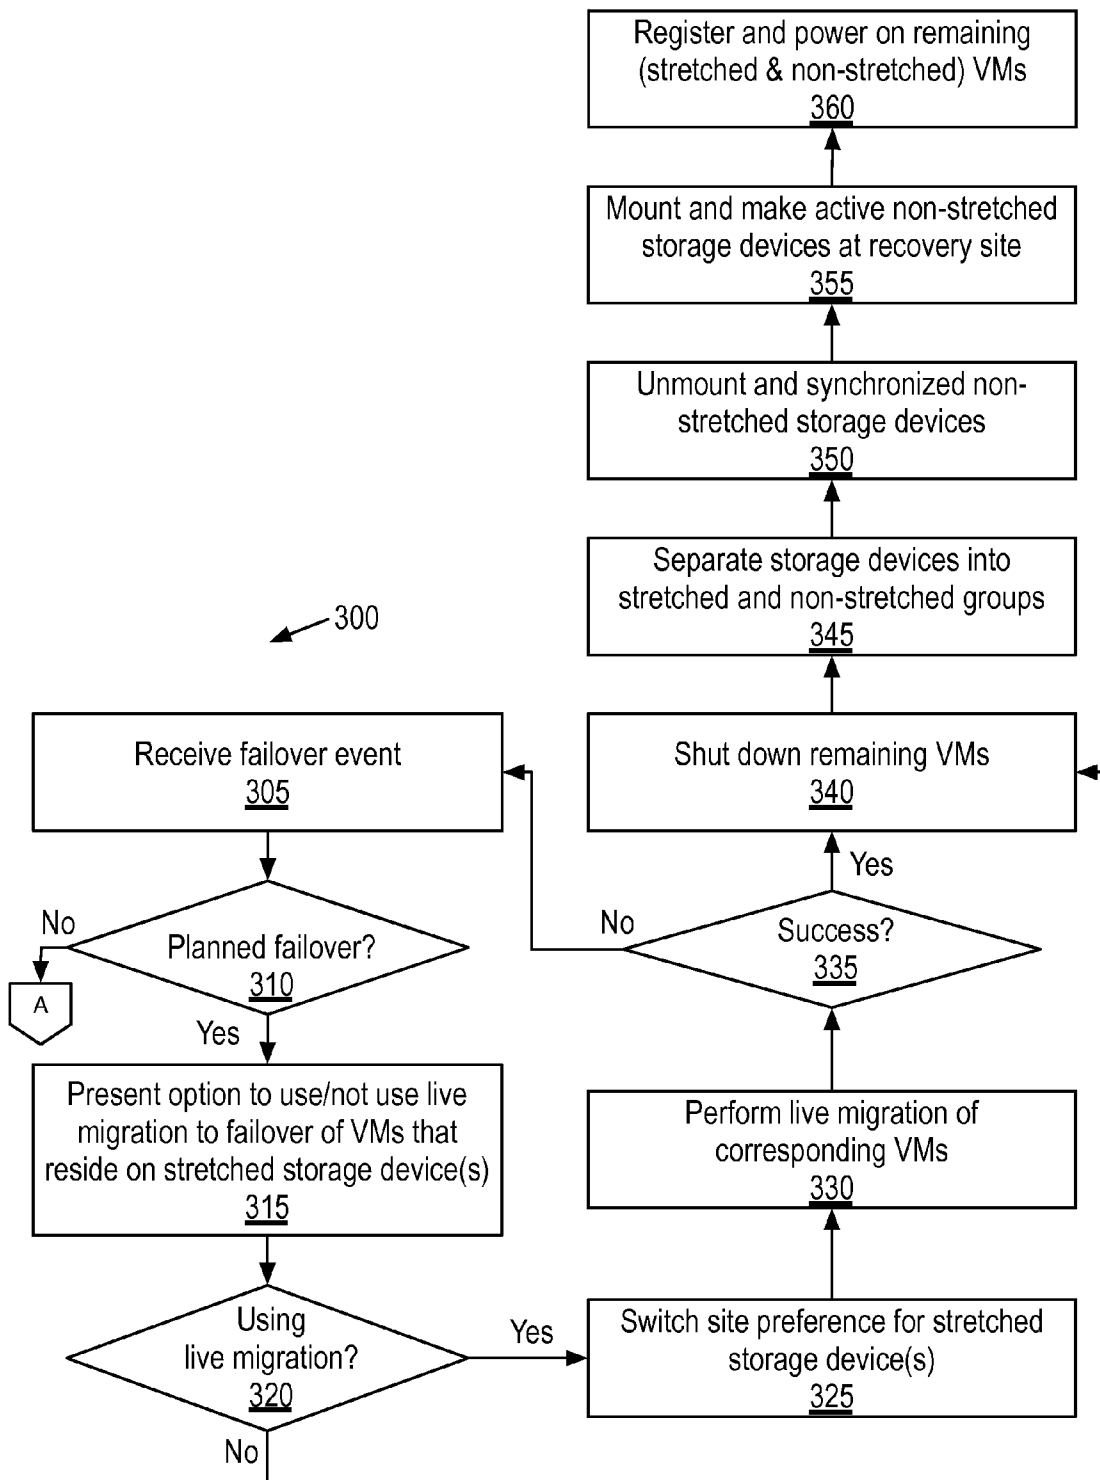 Register and power on remaining
(stretched & non-stretched) VMs
360
Mount and make active non-stretched
storage devices at recovery site
355
Unmount and synchronized non-
stretched storage devices
350
Separate storage devices into
stretched and non-stretched groups
345
300
Receive failover event
305
Shut down remaining VMs
340
Yes
No
No
Planned failover?
310
Success?
335
A
Yes
Present option to use/not use live
migration to failover of VMs that
reside on stretched storage device(s)
315
Perform live migration of
corresponding VMs
330
Using
live migration?
320
Yes
Switch site preference for stretched
storage device(s)
325
No